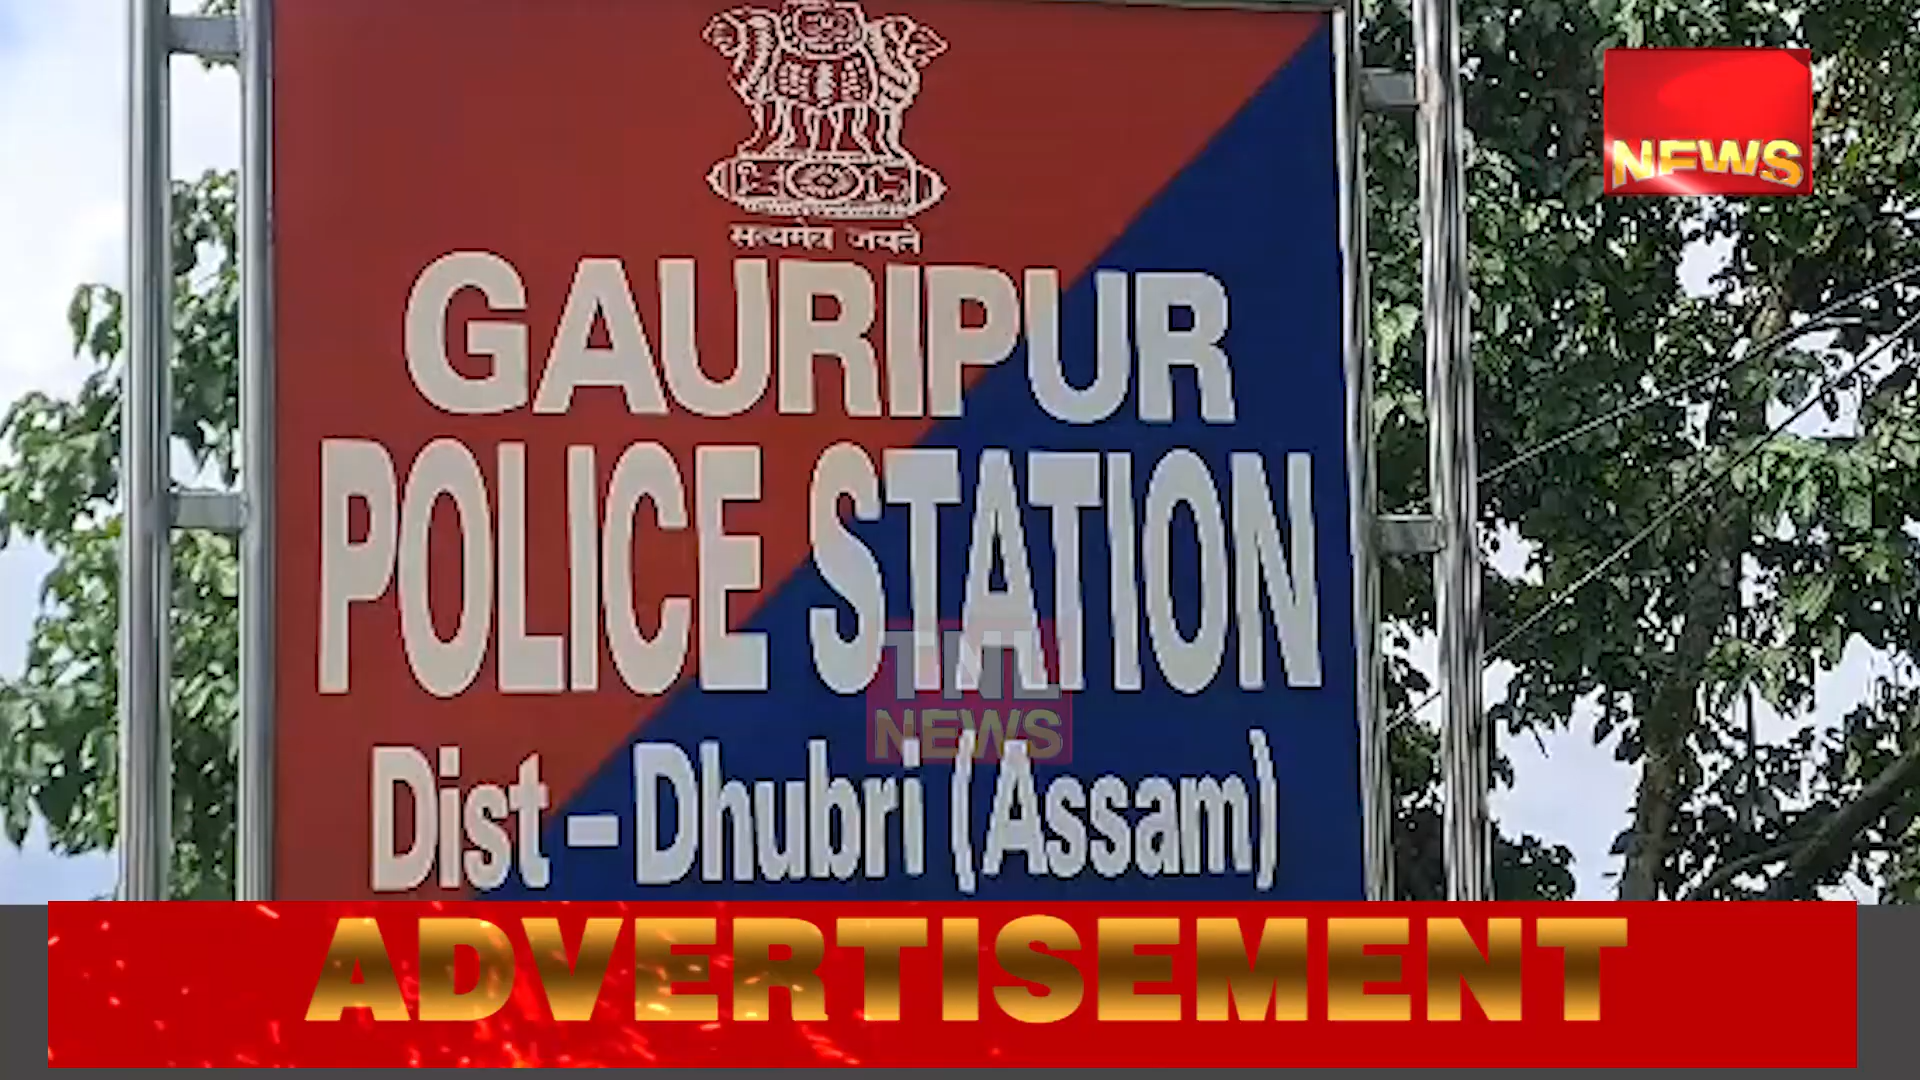 NEWS
सत्यमेव जयते
GAURIPUR
POLICE STATION
TNL
NEWS
Dist - Dhubri (Assam)
ADVERTISEMENT